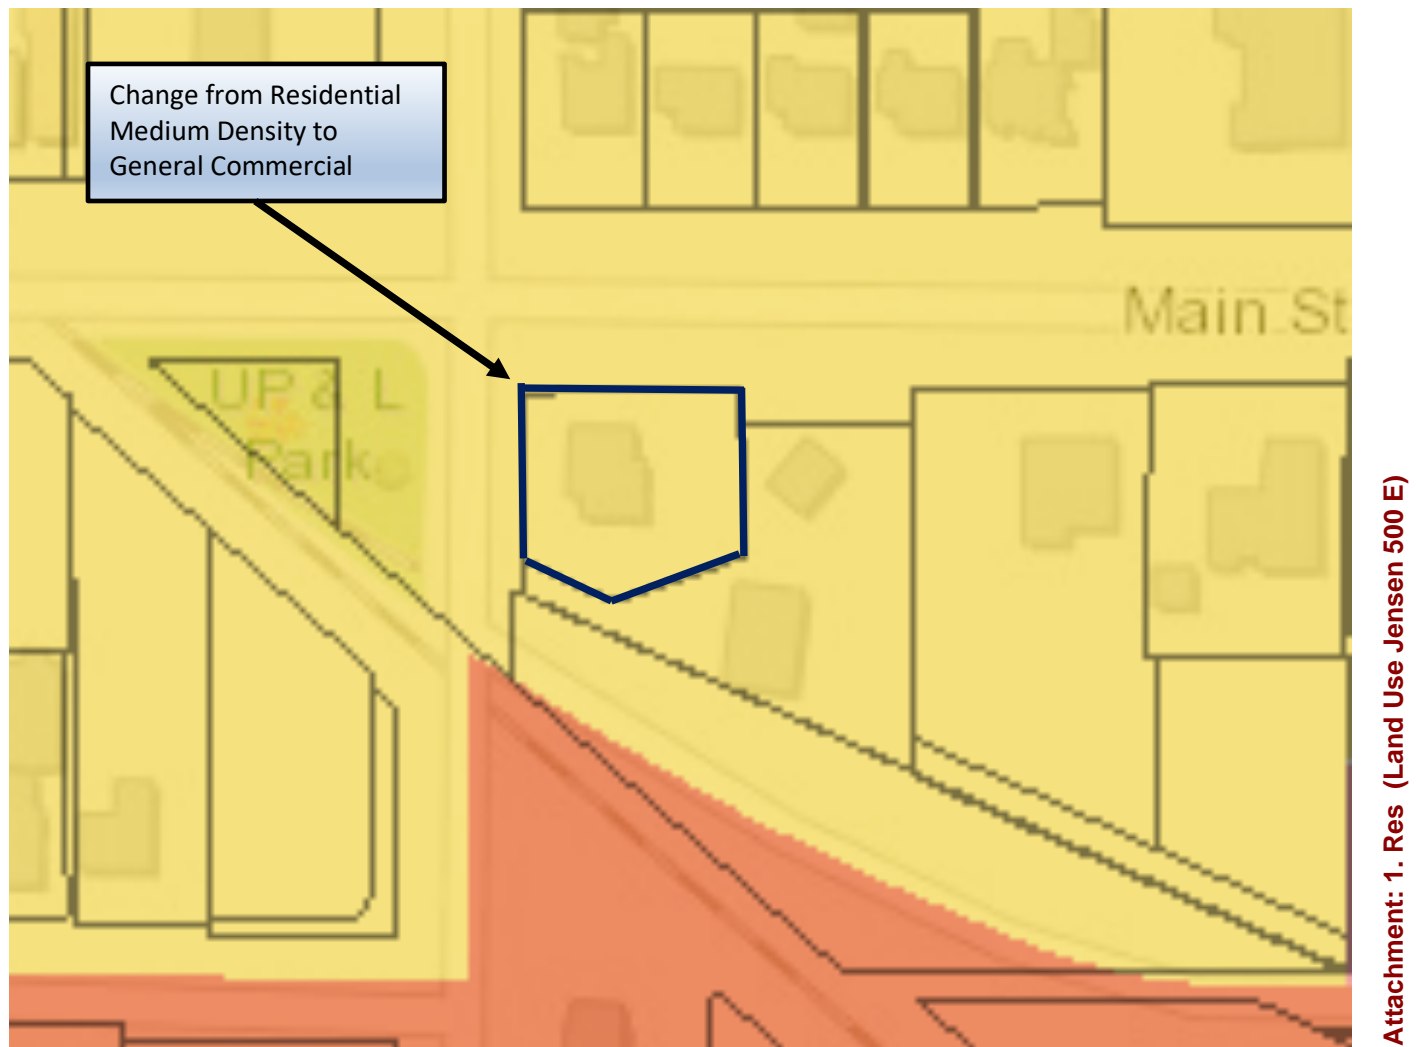 Change from Residential
Medium Density to
General Commercial
Main St
UP & L
Park
Attachment: 1. Res  (Land Use Jensen 500 E)